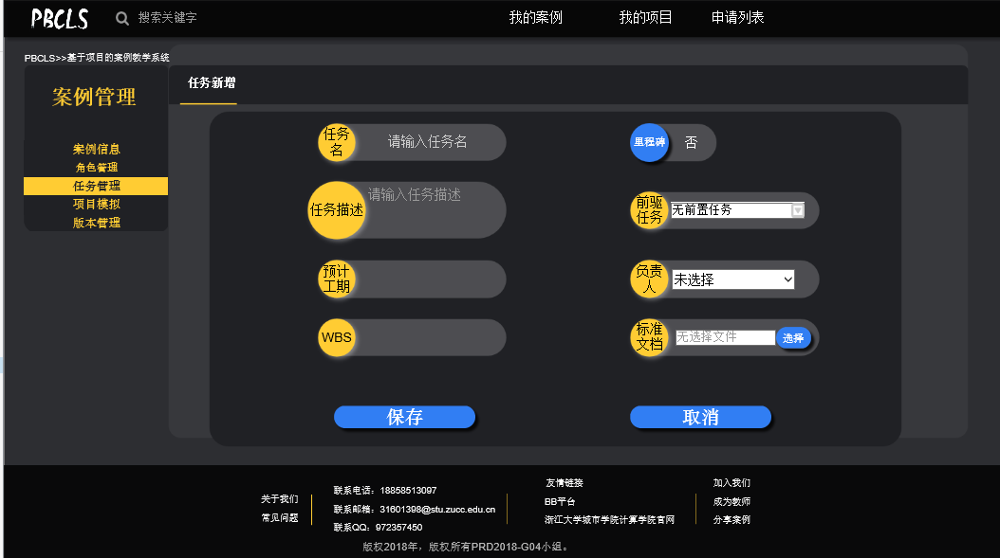 PBCLS
搜索关键字
我的案例
我的项目
申请列表
PBCLS>>基于项目的案例教学系统
案例管理
案例信息
角色管理
任务管理
项目模拟
版本管理
任务新增
任务名
请输入任务名
里程碑
否
任务描述
请输入任务描述
前驱任务
无前置任务
预计工期
负责人
未选择
WBS
标准文档
无选择文件
选择
保存
取消
关于我们
常见问题
联系电话：18858513097
联系邮箱：31601398@stu.zucc.edu.cn
联系QQ：972357450
友情链接
BB平台
浙江大学城市学院计算学院官网
加入我们
成为教师
分享案例
版权2018年，版权所有PRD2018-G04小组。